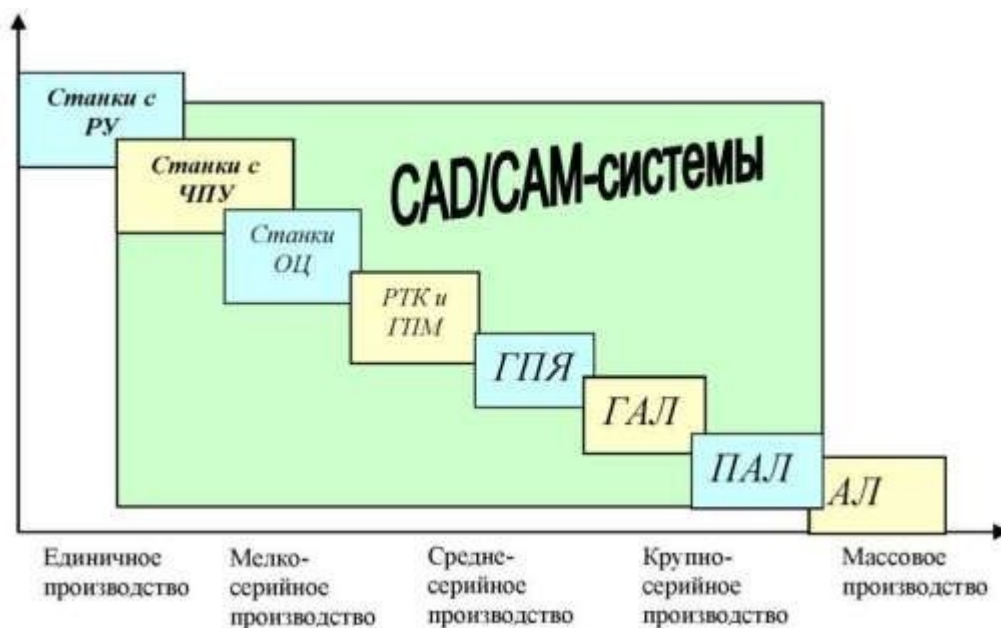 Станки с
РУ
Станки с
ЧПУ
CAD/CAM-системы
Станки
ОЦ
РТК и
ГПМ
ГПЯ
ГАЛ
ПАЛ
АЛ
Единичное
производство
Мелко-
серийное
производство
Средне-
серийное
производство
Крупно-
серийное
производство
Массовое
производство